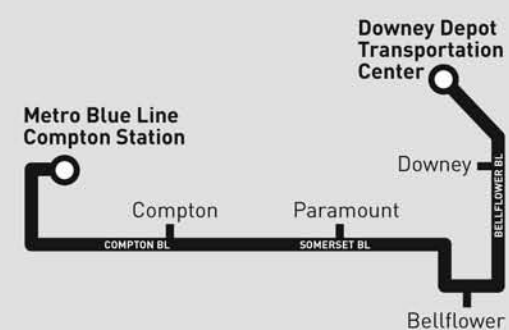 Downey Depot
Transportation
Center
Metro Blue Line
Compton Station
Downey
BELLFLOWER BL
Compton
Paramount
COMPTON BL
SOMERSET BL
Bellflower